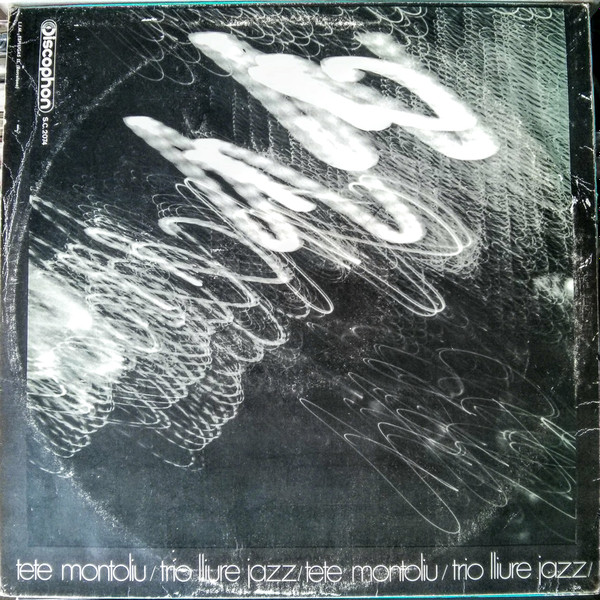 Discophon S.C. 2074
tete montoliu / trio lliure jazz / tete montoliu / trio lliure jazz /